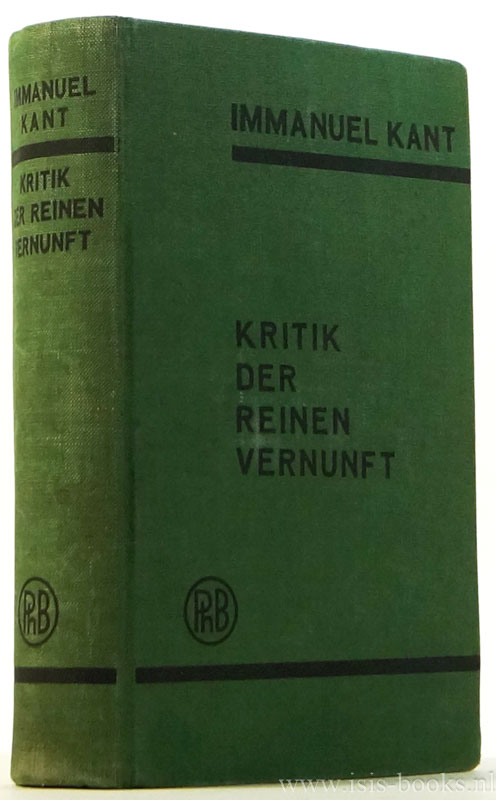 IMMANUEL
KANT
KRITIK
DER REINEN
VERNUNFT
PhB
IMMANUEL KANT
KRITIK
DER
REINEN
VERNUNFT
PhB
www.isis-books.nl